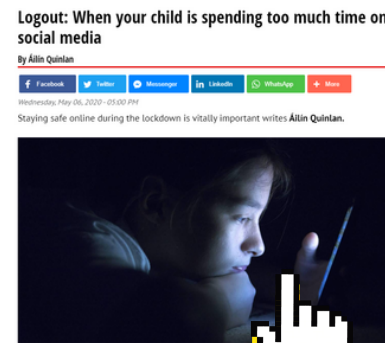 Logout: When your child is spending too much time on
social media
By Áilín Quinlan
Facebook Twitter Messenger LinkedIn WhatsApp More
Wednesday, May 06, 2020 - 05:00 PM
Staying safe online during the lockdown is vitally important writes Áilín Quinlan.